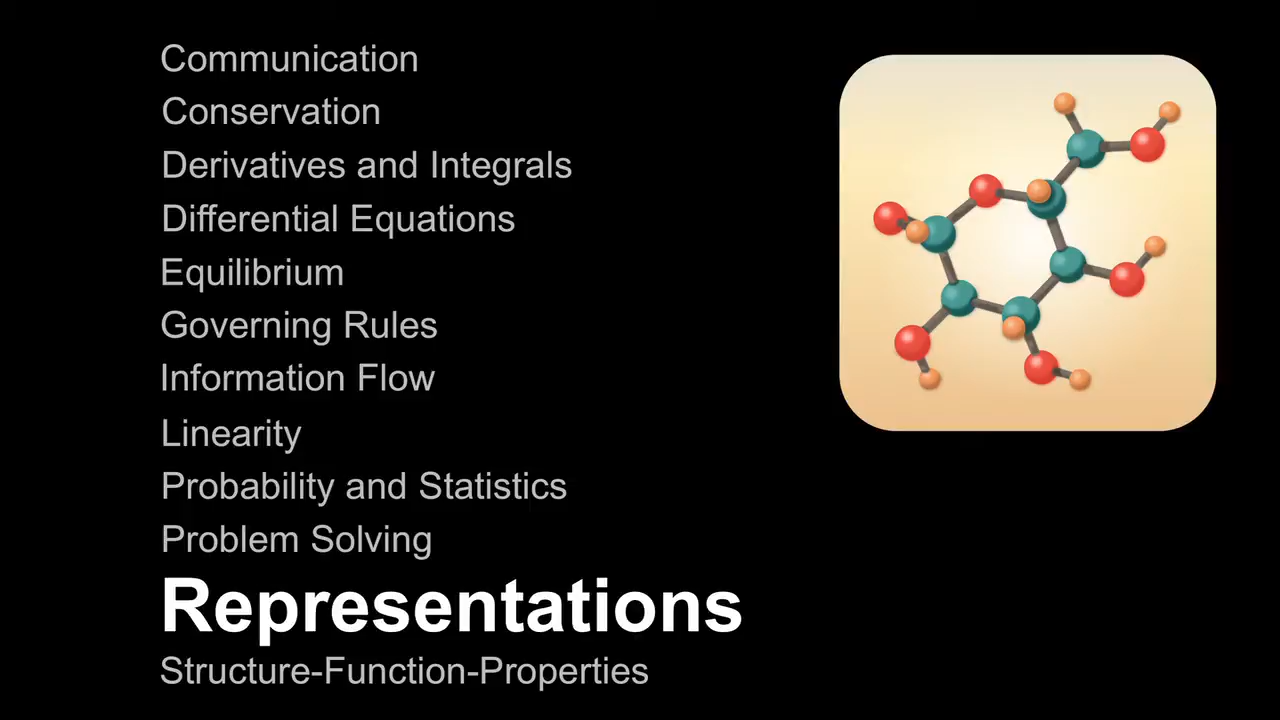 Communication
Conservation
Derivatives and Integrals
Differential Equations
Equilibrium
Governing Rules
Information Flow
Linearity
Probability and Statistics
Problem Solving
Representations
Structure-Function-Properties